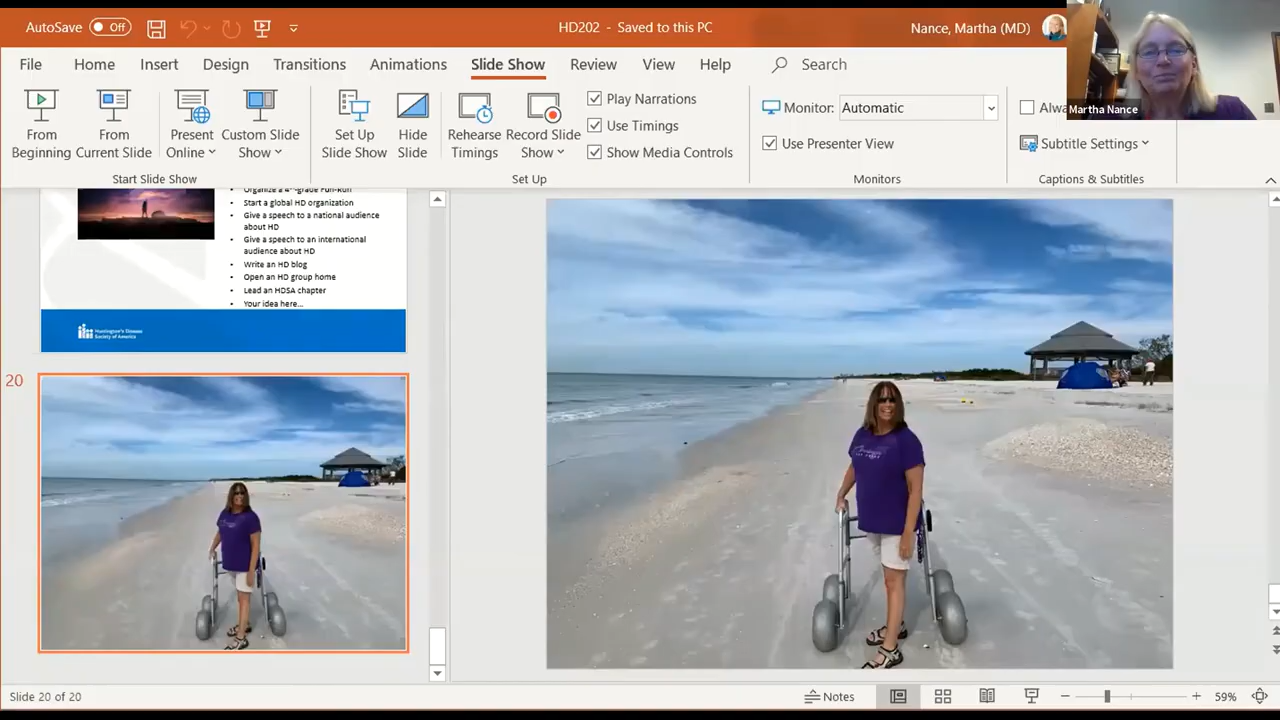 AutoSave Off
HD202 - Saved to this PC
Nance, Martha (MD)
File Home Insert Design Transitions Animations Slide Show Review View Help Search
From Beginning
From Current Slide
Present Online
Custom Slide Show
Start Slide Show
Set Up Slide Show
Hide Slide
Rehearse Timings
Record Slide Show
Play Narrations
Use Timings
Show Media Controls
Set Up
Monitor: Automatic
Use Presenter View
Monitors
Subtitle Settings
Captions & Subtitles
Martha Nance
Organize a 4th-grade Fun-Run
• Start a global HD organization
• Give a speech to a national audience
about HD
• Give a speech to an international
audience about HD
• Write an HD blog
• Open an HD group home
• Lead an HDSA chapter
• Your idea here...
Huntington's Disease
Society of America
20
Slide 20 of 20
Notes
59%